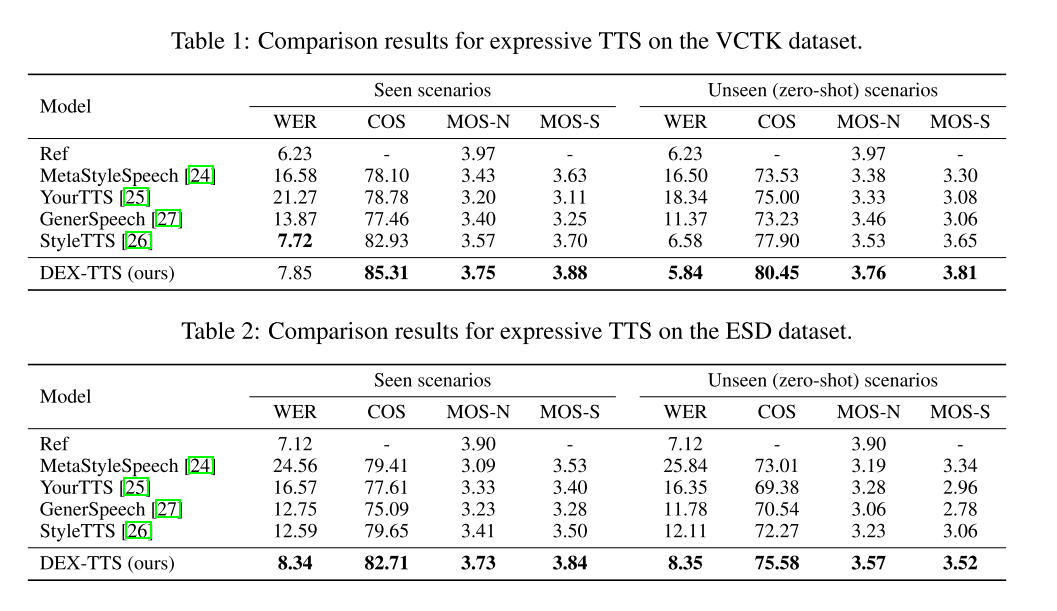 Table 1: Comparison results for expressive TTS on the VCTK dataset.
Model Seen scenarios Unseen (zero-shot) scenarios
WER COS MOS-N MOS-S WER COS MOS-N MOS-S
Ref 6.23 - 3.97 - 6.23 - 3.97 -
MetaStyleSpeech [24] 16.58 78.10 3.43 3.63 16.50 73.53 3.38 3.30
YourTTS [25] 21.27 78.78 3.20 3.11 18.34 75.00 3.33 3.08
GenerSpeech [27] 13.87 77.46 3.40 3.25 11.37 73.23 3.46 3.06
StyleTTS [26] 7.72 82.93 3.57 3.70 6.58 77.90 3.53 3.65
DEX-TTS (ours) 7.85 85.31 3.75 3.88 5.84 80.45 3.76 3.81
Table 2: Comparison results for expressive TTS on the ESD dataset.
Model Seen scenarios Unseen (zero-shot) scenarios
WER COS MOS-N MOS-S WER COS MOS-N MOS-S
Ref 7.12 - 3.90 - 7.12 - 3.90 -
MetaStyleSpeech [24] 24.56 79.41 3.09 3.53 25.84 73.01 3.19 3.34
YourTTS [25] 16.57 77.61 3.33 3.40 16.35 69.38 3.28 2.96
GenerSpeech [27] 12.75 75.09 3.23 3.28 11.78 70.54 3.06 2.78
StyleTTS [26] 12.59 79.65 3.41 3.50 12.11 72.27 3.23 3.06
DEX-TTS (ours) 8.34 82.71 3.73 3.84 8.35 75.58 3.57 3.52